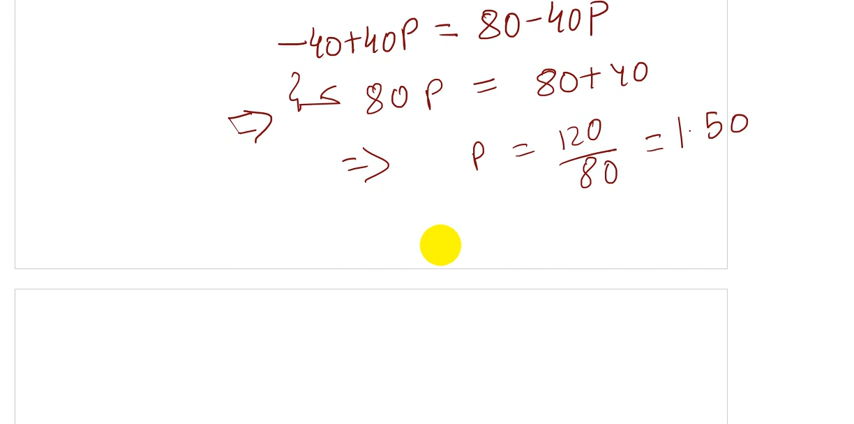 -40+40P = 80-40P
⇒ 80P = 80+40
⇒ P = 120/80 = 1.50